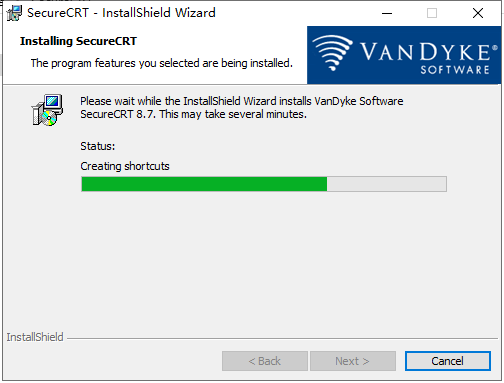 SecureCRT - InstallShield Wizard
Installing SecureCRT
The program features you selected are being installed.
VANDYKE®
SOFTWARE
Please wait while the InstallShield Wizard installs VanDyke Software
SecureCRT 8.7. This may take several minutes.
Status:
Creating shortcuts
InstallShield
< Back
Next >
Cancel